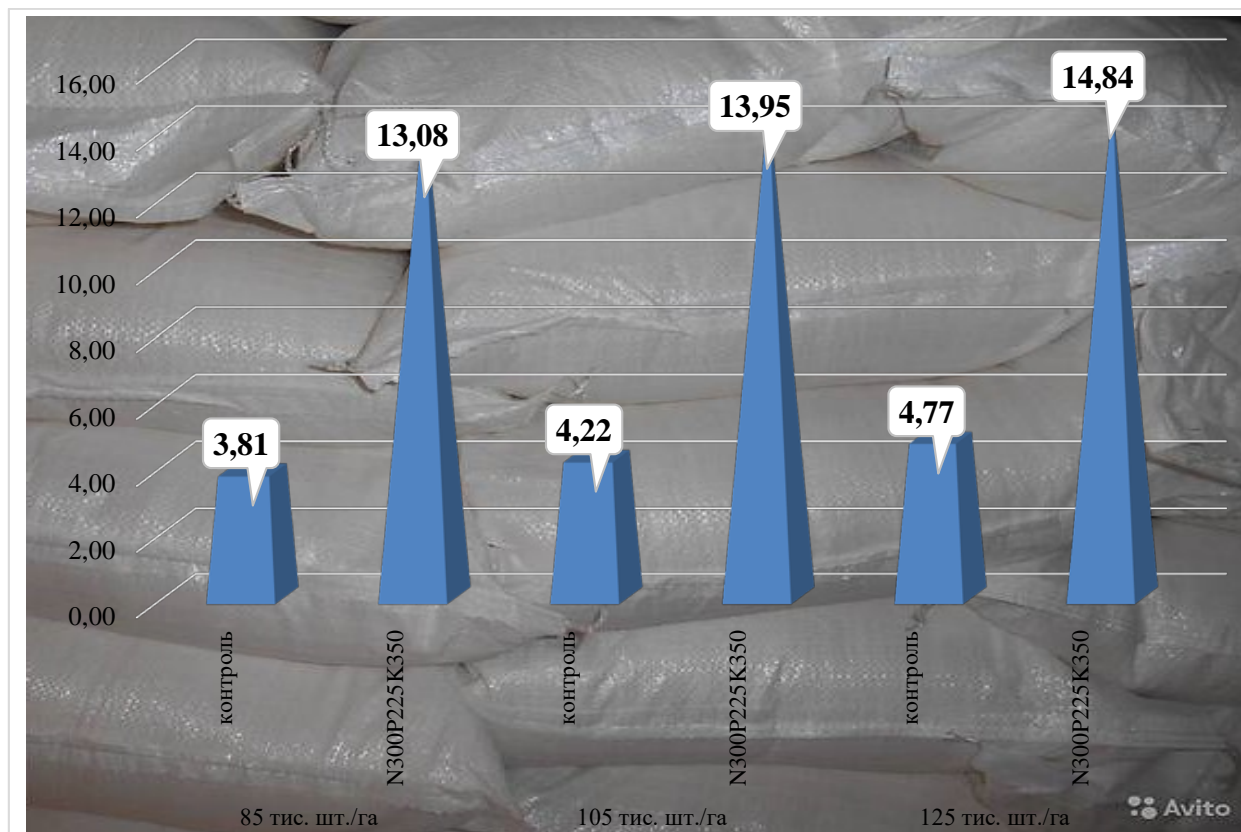 16,00
14,00
12,00
10,00
8,00
6,00
4,00
2,00
0,00
3,81
13,08
4,22
13,95
4,77
14,84
контроль
N300P225K350
контроль
N300P225K350
контроль
N300P225K350
85 тис. шт./га
105 тис. шт./га
125 тис. шт./га
Avito